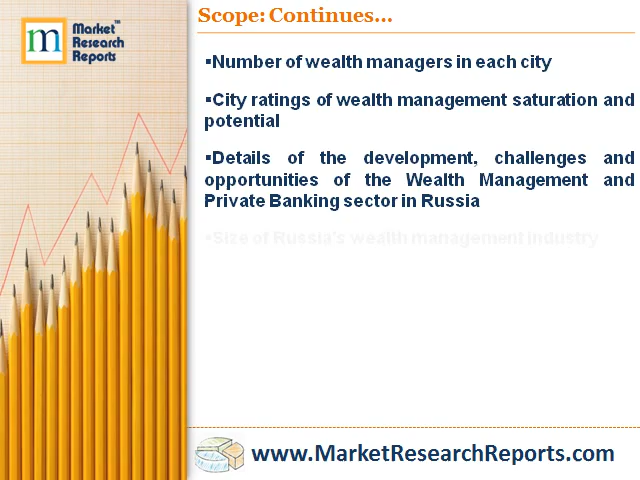 Scope: Continues...
m
Market™
Research
Reports
▪Number of wealth managers in each city
▪City ratings of wealth management saturation and
potential
▪Details of the development, challenges and
opportunities of the Wealth Management and
Private Banking sector in Russia
▪Size of Russia's wealth management industry
www.MarketResearchReports.com